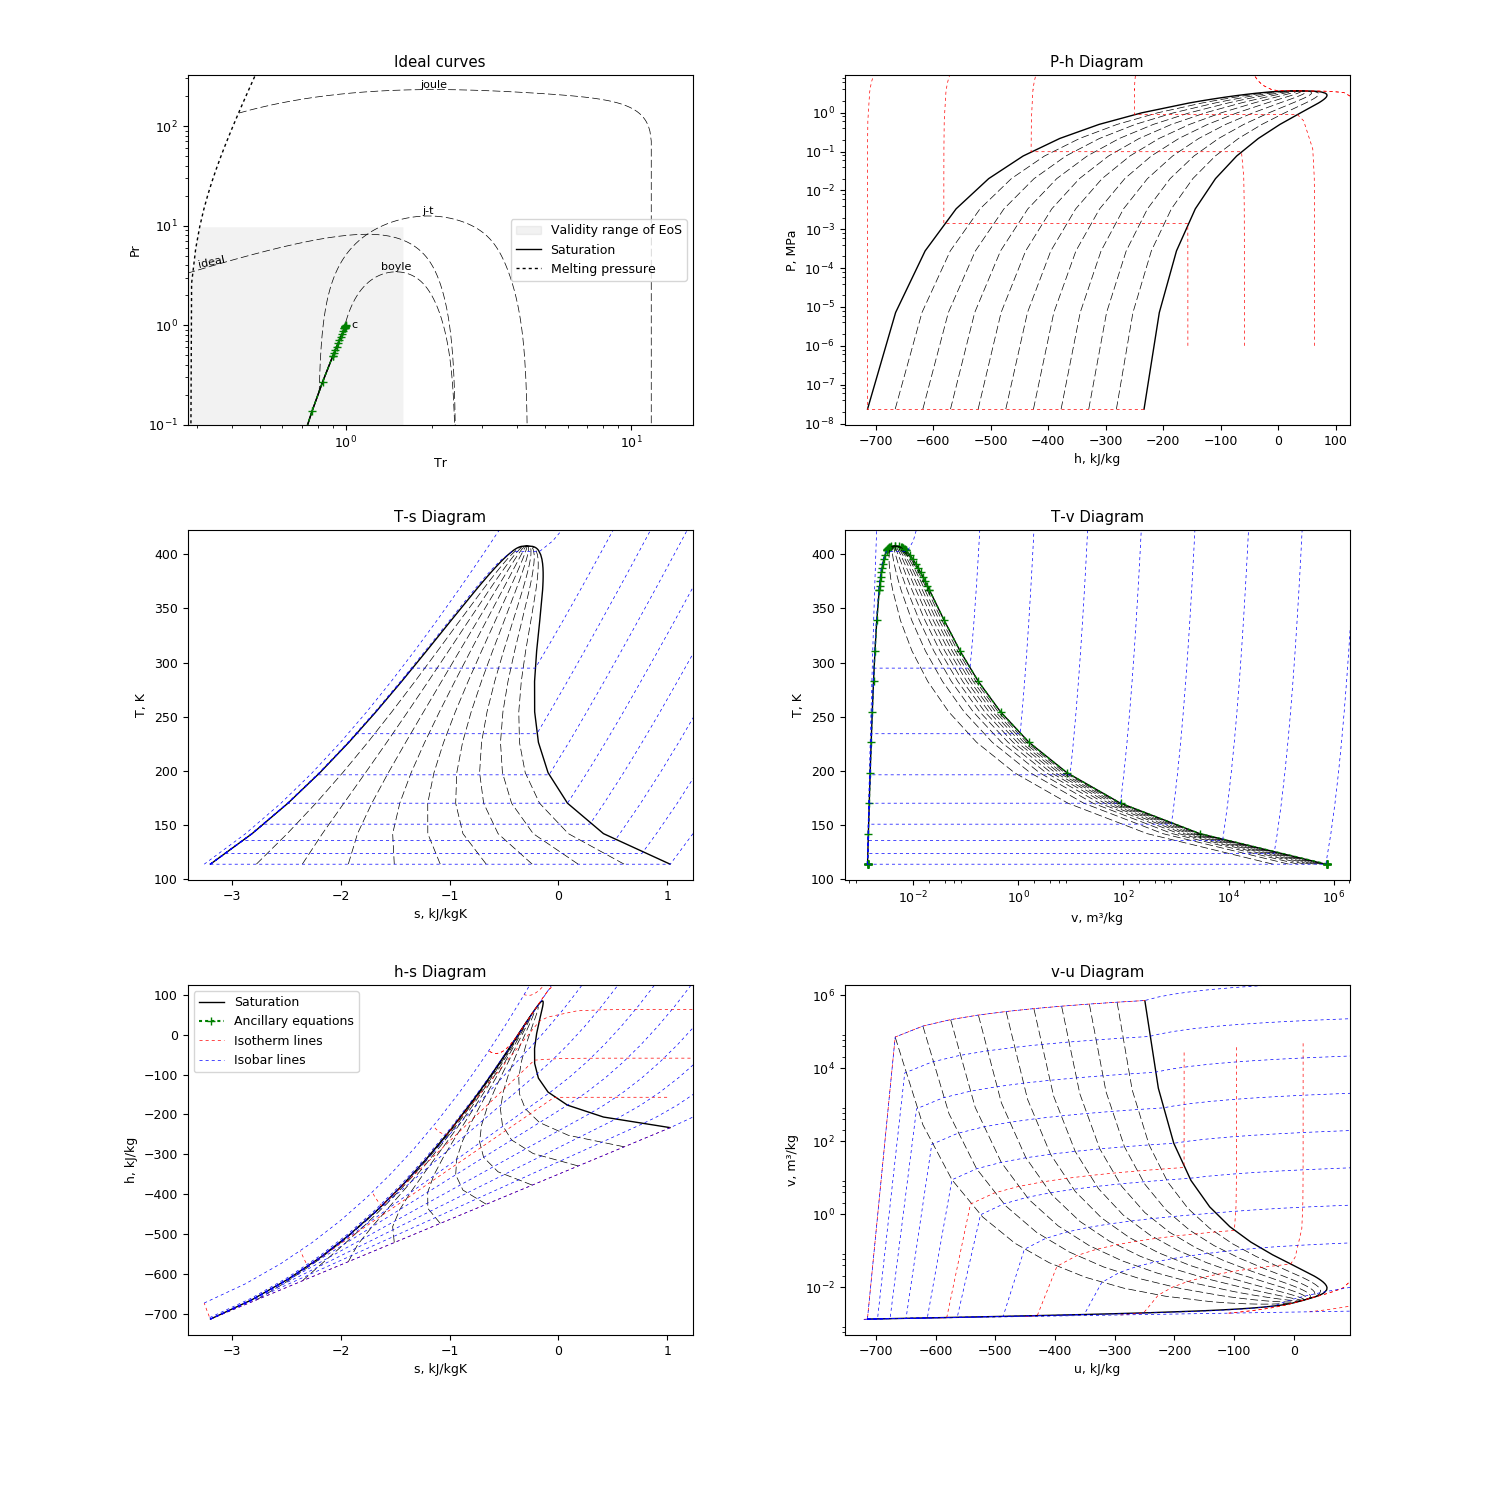 Ideal curves
joule
10²
j-t
10¹
Validity range of EoS
Saturation
Melting pressure
ideal
boyle
Pr
10⁰
c
10⁻¹
10⁰
10¹
Tr
P-h Diagram
10⁰
10⁻¹
10⁻²
10⁻³
10⁻⁴
10⁻⁵
10⁻⁶
10⁻⁷
10⁻⁸
P, MPa
−700 −600 −500 −400 −300 −200 −100 0 100
h, kJ/kg
T-s Diagram
400
350
300
250
200
150
100
T, K
−3 −2 −1 0 1
s, kJ/kgK
T-v Diagram
400
350
300
250
200
150
100
T, K
10⁻² 10⁰ 10² 10⁴ 10⁶
v, m³/kg
h-s Diagram
Saturation
Ancillary equations
Isotherm lines
Isobar lines
100
0
−100
−200
−300
−400
−500
−600
−700
h, kJ/kg
−3 −2 −1 0 1
s, kJ/kgK
v-u Diagram
10⁶
10⁴
10²
10⁰
10⁻²
v, m³/kg
−700 −600 −500 −400 −300 −200 −100 0
u, kJ/kg